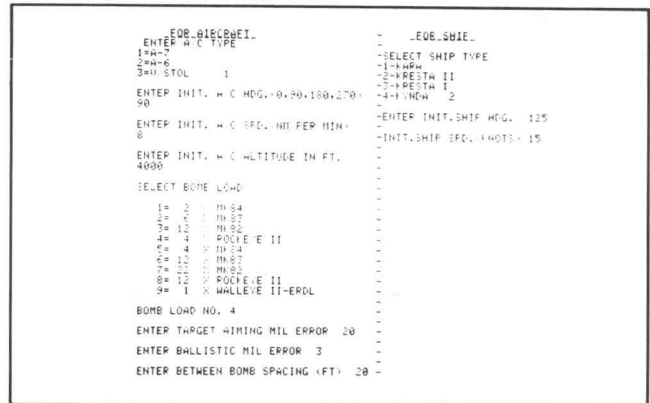 _FOR_AIRCRAFT_
ENTER A/C TYPE
1=A-7
2=A-6
3=V/STOL 1
ENTER INIT. A/C HDG.(0,90,180,270)
90
ENTER INIT. A/C SPD.(NM PER MIN)
8
ENTER INIT. A/C ALTITUDE IN FT.
4000
SELECT BOMB LOAD
1= 2 X MK84
2= 6 X MK87
3= 12 X MK82
4= 4 X ROCKEYE II
5= 4 X MK84
6= 12 X MK87
7= 22 X MK82
8= 12 X ROCKEYE II
9= 1 X WALLEYE II-ERDL
BOMB LOAD NO. 4
ENTER TARGET AIMING MIL ERROR 20
ENTER BALLISTIC MIL ERROR 3
ENTER BETWEEN BOMB SPACING (FT) 20
_FOR_SHIP_
-SELECT SHIP TYPE
-1-KARA
-2-KRESTA II
-3-KRESTA I
-4-KYNDA 2
-ENTER INIT.SHIP HDG. 125
-INIT.SHIP SPD.(KNOTS) 15